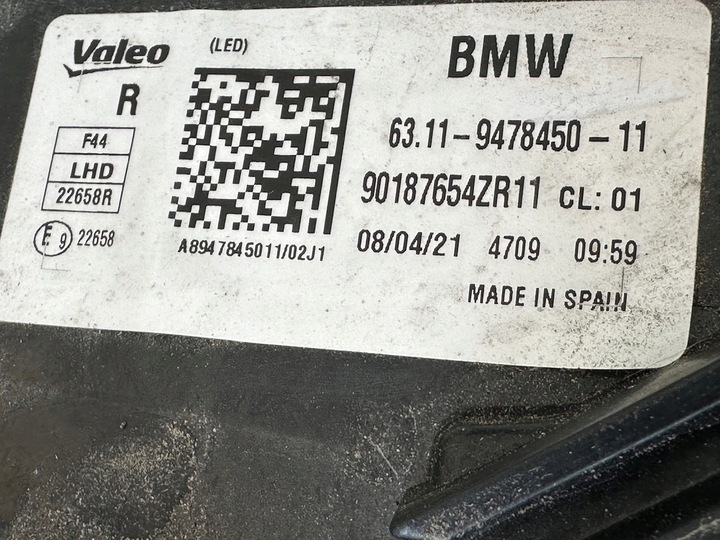 Valeo (LED) BMW
R
63.11-9478450-11
F44
LHD
22658R
90187654ZR11 CL: 01
E9 22658
A8947845011/02J1
08/04/21 4709 09:59
MADE IN SPAIN